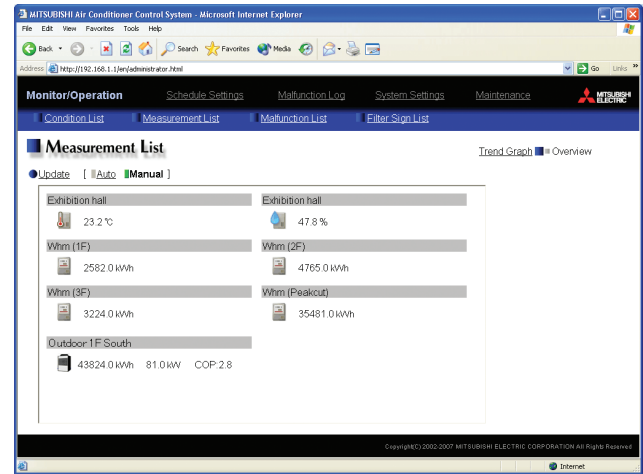 MITSUBISHI Air Conditioner Control System - Microsoft Internet Explorer
File Edit View Favorites Tools Help
Back Search Favorites Media
Address http://192.168.1.1/en/administrator.html Go Links »
Monitor/Operation Schedule Settings Malfunction Log System Settings Maintenance MITSUBISHI ELECTRIC
Condition List Measurement List Malfunction List Filter Sign List
Measurement List
Trend Graph Overview
Update [ Auto Manual ]
Exhibition hall Exhibition hall
23.2 ℃ 47.8 %
Whm (1F) Whm (2F)
2582.0 kWh 4765.0 kWh
Whm (3F) Whm (Peakcut)
3224.0 kWh 35481.0 kWh
Outdoor 1F South
43824.0 kWh 81.0 kW COP:2.8
Copyright(C) 2002-2007 MITSUBISHI ELECTRIC CORPORATION All Rights Reserved
Internet